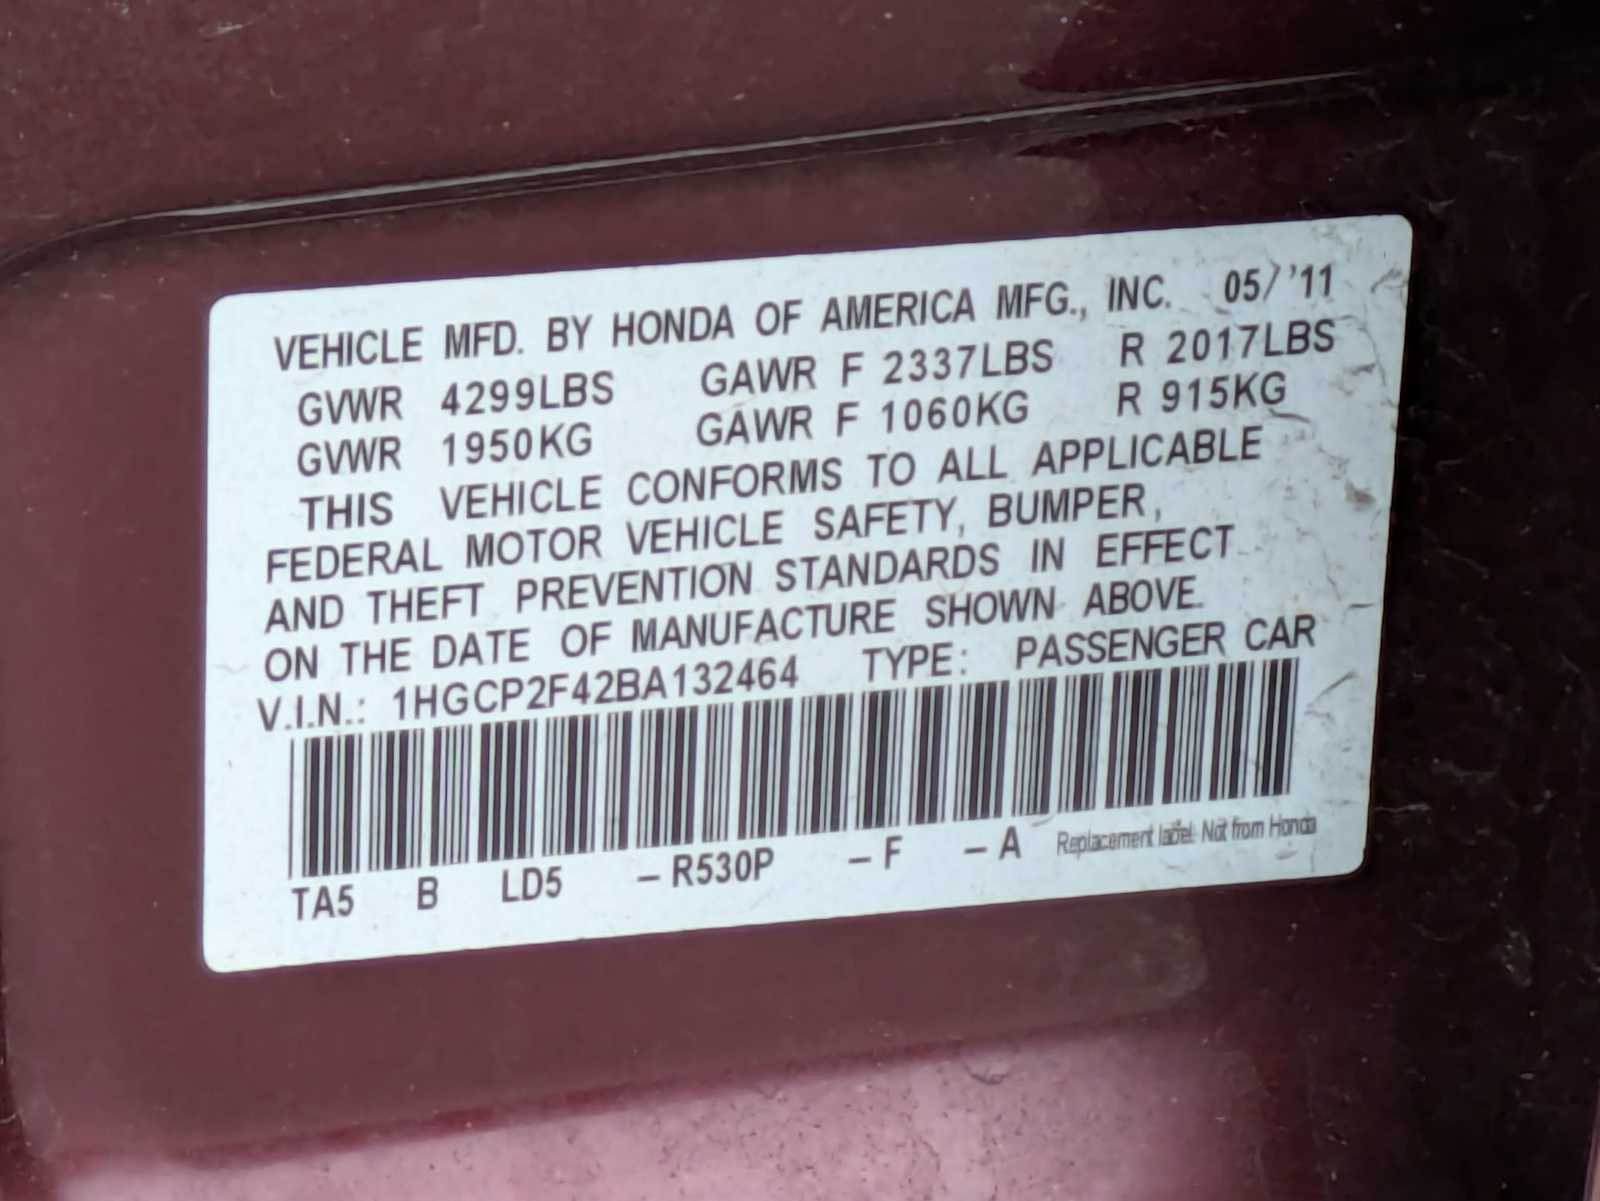 VEHICLE MFD. BY HONDA OF AMERICA MFG., INC. 05/'11
GVWR 4299LBS GAWR F 2337LBS R 2017LBS
GVWR 1950KG GAWR F 1060KG R 915KG
THIS VEHICLE CONFORMS TO ALL APPLICABLE
FEDERAL MOTOR VEHICLE SAFETY, BUMPER,
AND THEFT PREVENTION STANDARDS IN EFFECT
ON THE DATE OF MANUFACTURE SHOWN ABOVE.
V.I.N.: 1HGCP2F42BA132464 TYPE: PASSENGER CAR
TA5 B LD5 – R530P – F – A Replacement label: Not from Honda